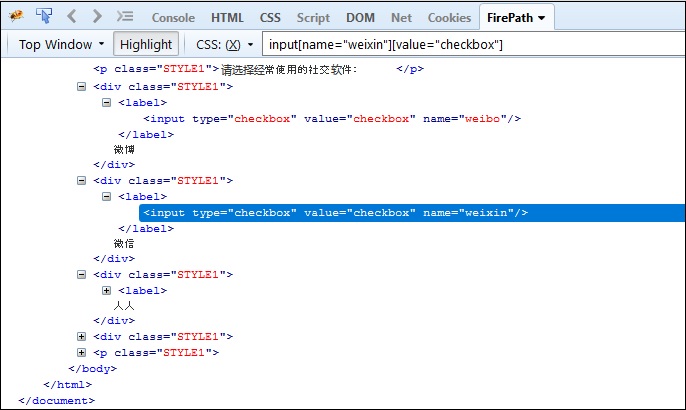 Console HTML CSS Script DOM Net Cookies FirePath
Top Window Highlight CSS: (X) input[name="weixin"][value="checkbox"]
<p class="STYLE1">请选择经常使用的社交软件: </p>
<div class="STYLE1">
<label>
<input type="checkbox" value="checkbox" name="weibo"/>
</label>
微博
</div>
<div class="STYLE1">
<label>
<input type="checkbox" value="checkbox" name="weixin"/>
</label>
微信
</div>
<div class="STYLE1">
<label>
人人
</div>
<div class="STYLE1">
<p class="STYLE1">
</body>
</html>
</document>